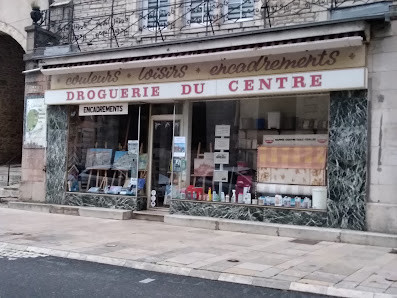 couleurs • loisirs • encadrements
DROGUERIE DU CENTRE
ENCADREMENTS